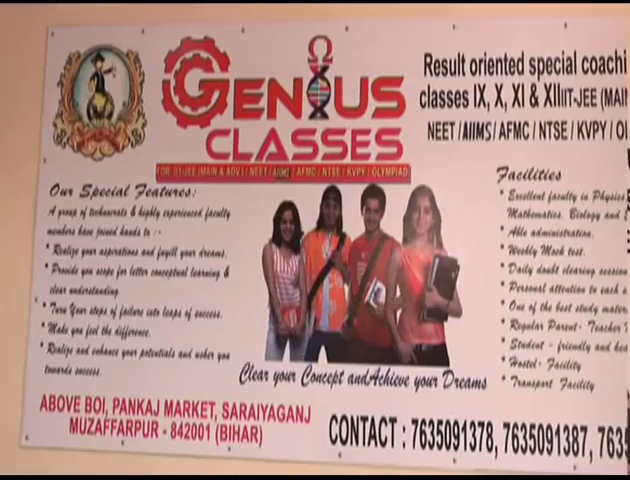 GENIUS
CLASSES
FOR IIT-JEE (MAIN & ADV) / NEET / AIIMS / AFMC / NTSE / KVPY / OLYMPIAD
Result oriented special coachi
classes IX, X, XI & XIIIIT-JEE (MAIN
NEET / AIIMS / AFMC / NTSE / KVPY / Ol
Our Special Features:
A group of technocrats & highly experienced faculty
members have joined hands to :-
* Realize your aspirations and fuyill your dreams.
* Provide you scope for letter conceptual learning &
clear understanding.
* Turn Your steps of failure into leaps of success.
* Make you feel the difference.
* Realize and enhance your potentials and usher you
towards success.
Facilities
* Excellent faculty in Physics
Mathematics, Biology and
* Able administration.
* Weekly Mock test.
* Daily doubt clearing session
* Personal attention to each s
* One of the best study mater
* Regular Parent- Teacher
* Student - friendly and hea
* Hostel- Facility
* Transport Facility
Clear your Concept and Achieve your Dreams
ABOVE BOI, PANKAJ MARKET, SARAIYAGANJ
MUZAFFARPUR - 842001 (BIHAR)
CONTACT : 7635091378, 7635091387, 7635